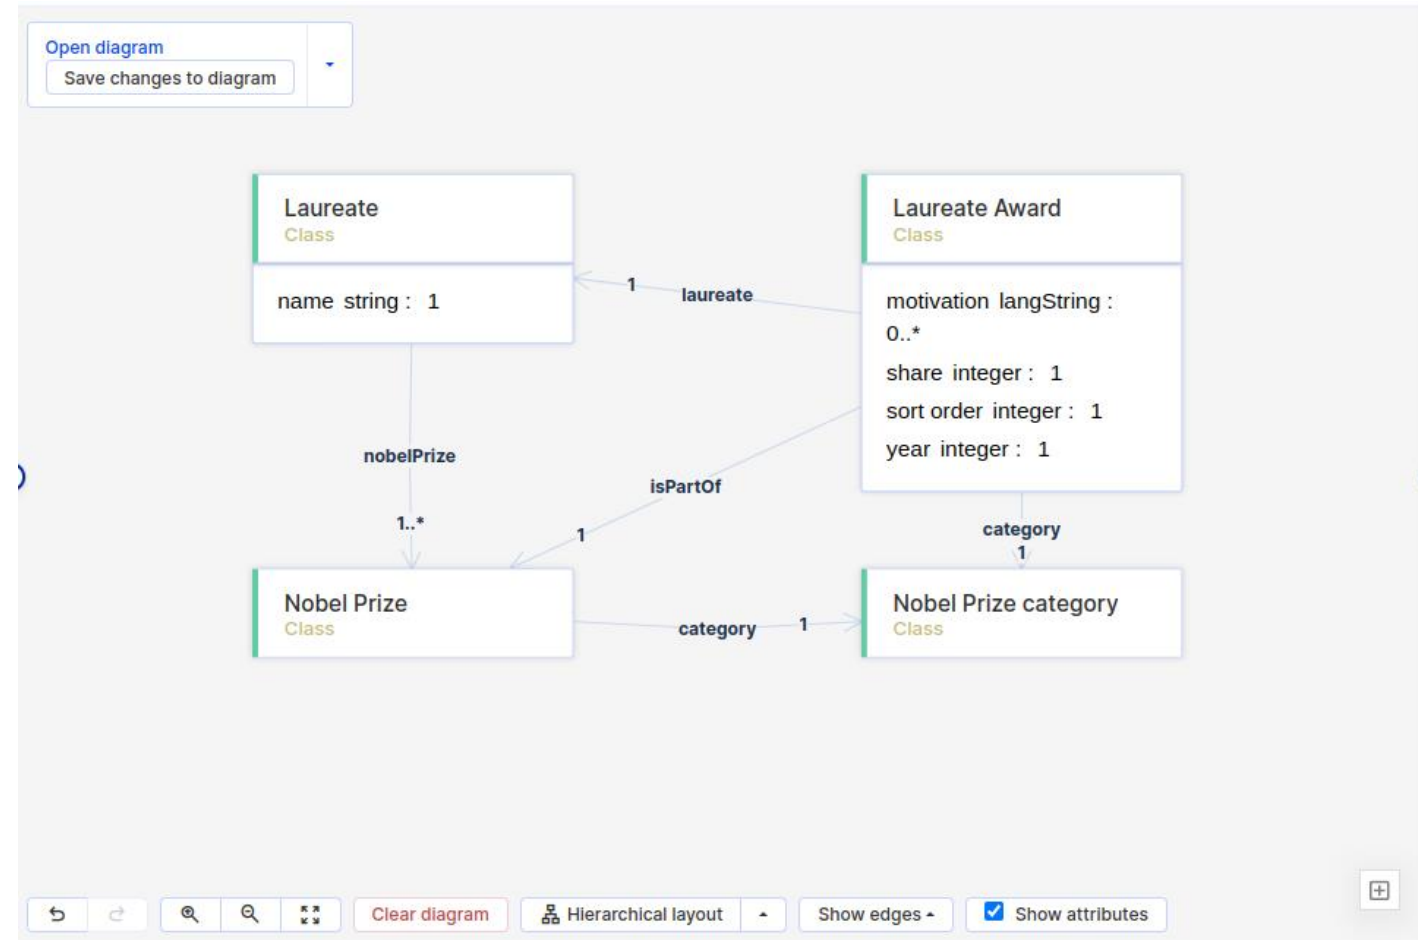 Open diagram
Save changes to diagram
Laureate
Class
name string : 1
Laureate Award
Class
motivation langString :
0..*
share integer : 1
sort order integer : 1
year integer : 1
1
laureate
nobelPrize
1..*
isPartOf
1
category
1
Nobel Prize
Class
category
1
Nobel Prize category
Class
Clear diagram
Hierarchical layout
Show edges
Show attributes